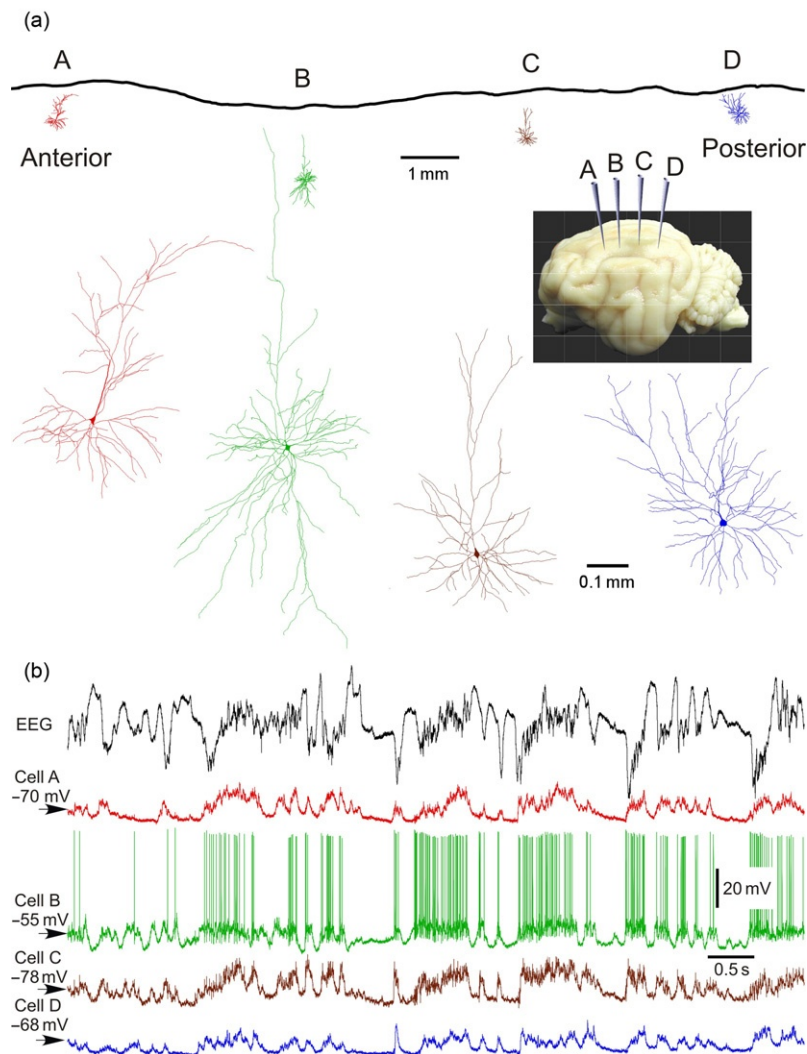 (a)
A
B
C
D
Anterior
1 mm
Posterior
A B C D
0.1 mm
(b)
EEG
Cell A
–70 mV
Cell B
–55 mV
20 mV
Cell C
–78 mV
0.5 s
Cell D
–68 mV